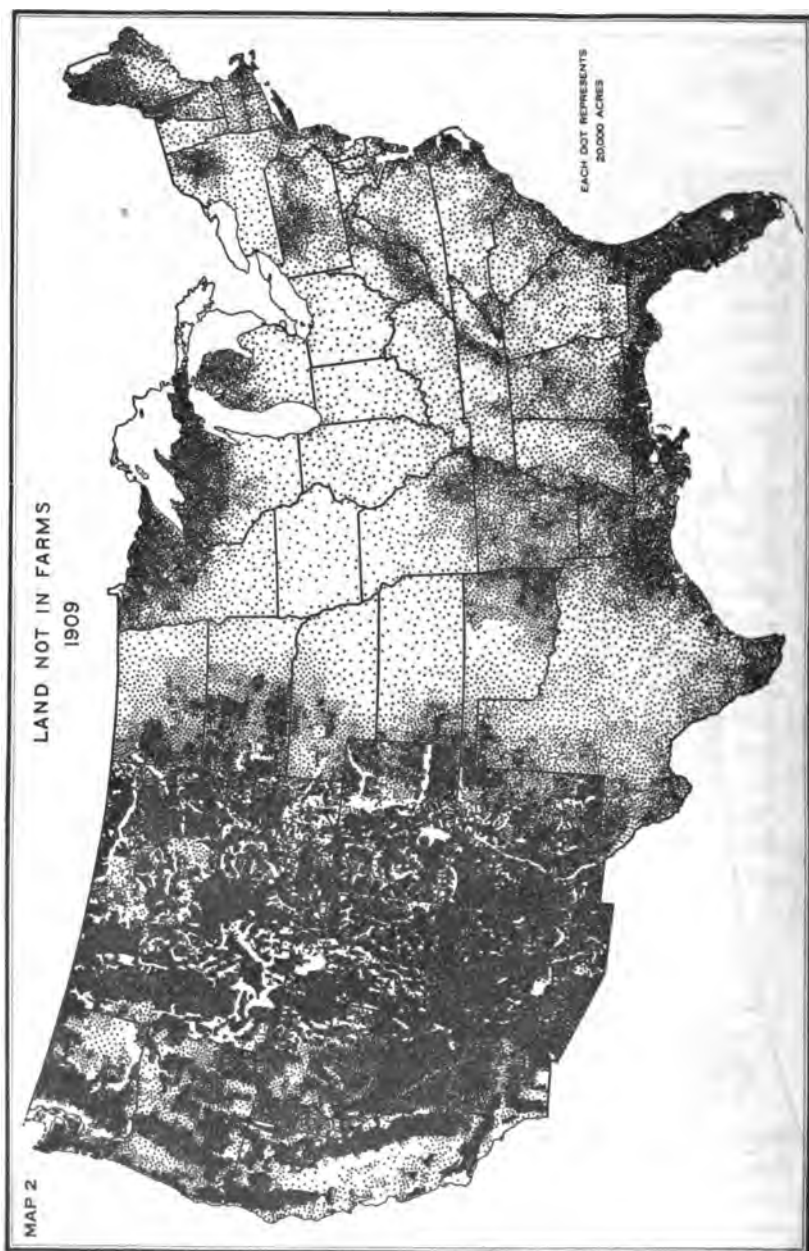 MAP 2
LAND NOT IN FARMS
1909
EACH DOT REPRESENTS
20,000 ACRES